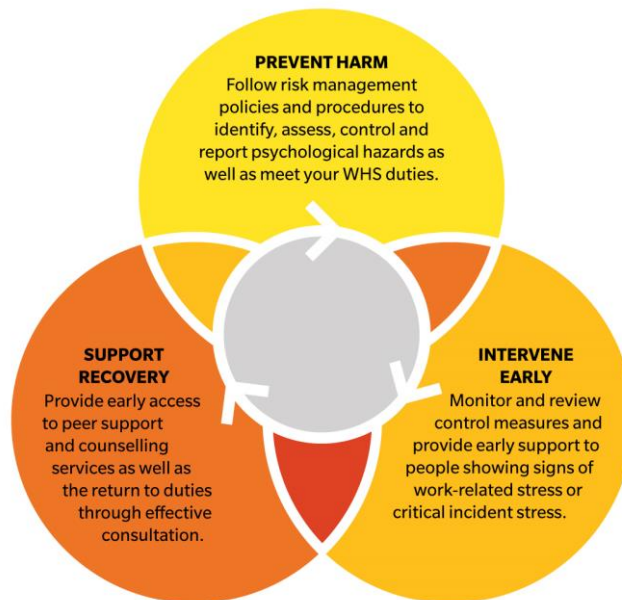 PREVENT HARM
Follow risk management
policies and procedures to
identify, assess, control and
report psychological hazards as
well as meet your WHS duties.
SUPPORT
RECOVERY
Provide early access
to peer support
and counselling
services as well as
the return to duties
through effective
consultation.
INTERVENE
EARLY
Monitor and review
control measures and
provide early support to
people showing signs of
work-related stress or
critical incident stress.